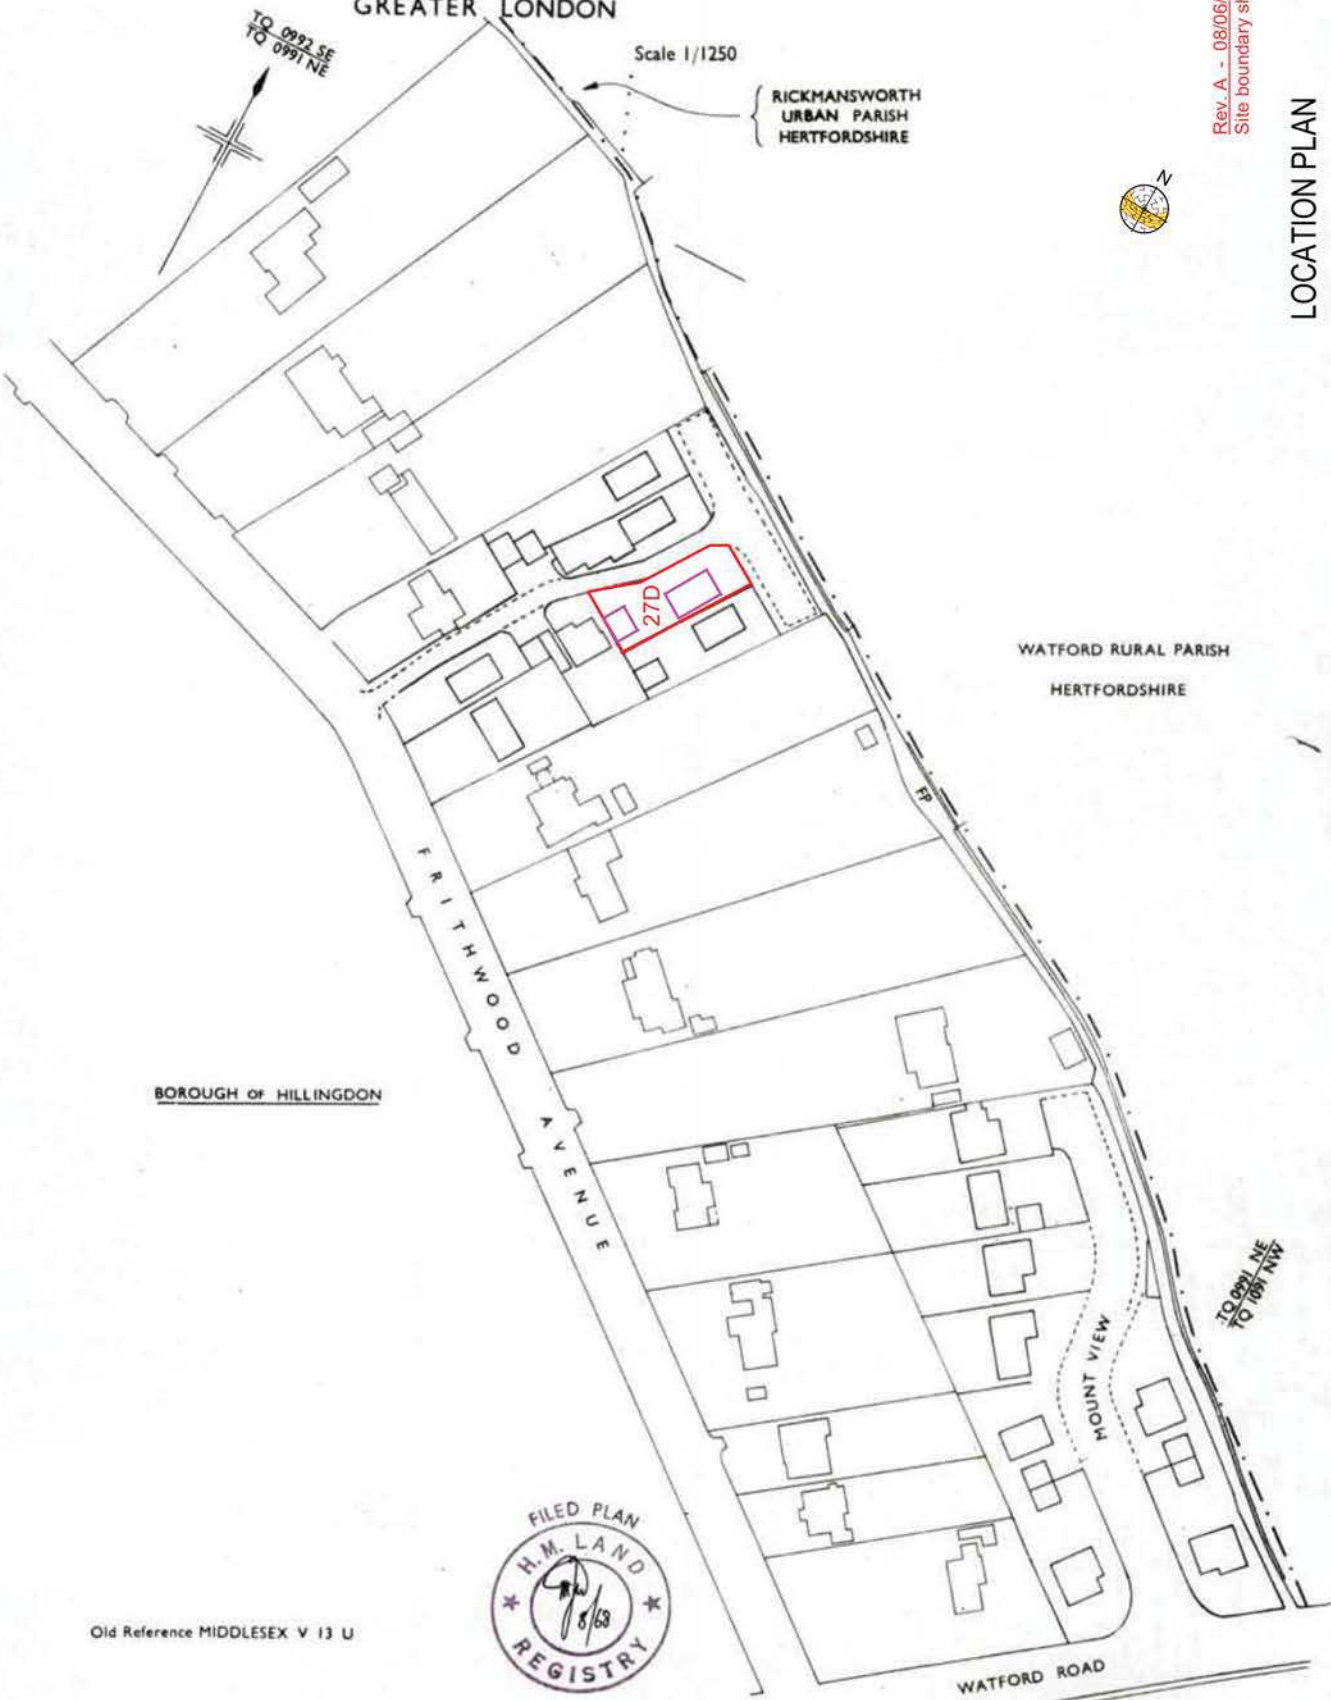 GREATER LONDON
TQ 0992 SE
TQ 0991 NE
Scale 1/1250
RICKMANSWORTH
URBAN PARISH
HERTFORDSHIRE
Rev. A - 08/06/
Site boundary
N
LOCATION PLAN
27D
WATFORD RURAL PARISH
HERTFORDSHIRE
FP
FRITHWOOD AVENUE
BOROUGH OF HILLINGDON
TQ 0991 NE
TQ 1091 NW
MOUNT VIEW
FILED PLAN
H.M. LAND
8/68
REGISTRY
Old Reference MIDDLESEX V 13 U
WATFORD ROAD